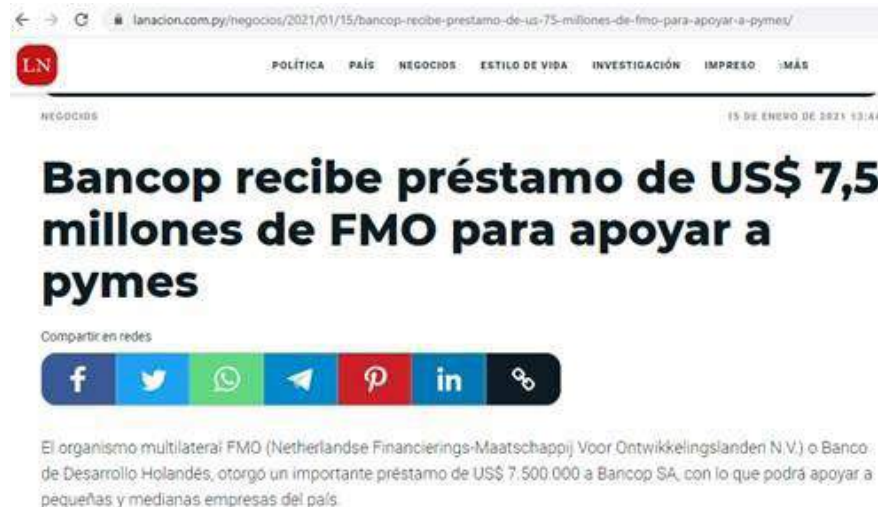 lanacion.com.py/negocios/2021/01/15/bancop-recibe-prestamo-de-us-75-millones-de-fmo-para-apoyar-a-pymes/
LN
POLÍTICA PAÍS NEGOCIOS ESTILO DE VIDA INVESTIGACIÓN IMPRESO :MÁS
NEGOCIOS 15 DE ENERO DE 2021
Bancop recibe préstamo de US$ 7,5
millones de FMO para apoyar a
pymes
Compartir en redes
El organismo multilateral FMO (Netherlandse Financierings-Maatschappij Voor Ontwikkelingslanden N.V.) o Banco
de Desarrollo Holandés, otorgó un importante préstamo de US$ 7.500.000 a Bancop SA, con lo que podrá apoyar a
pequeñas y medianas empresas del país.